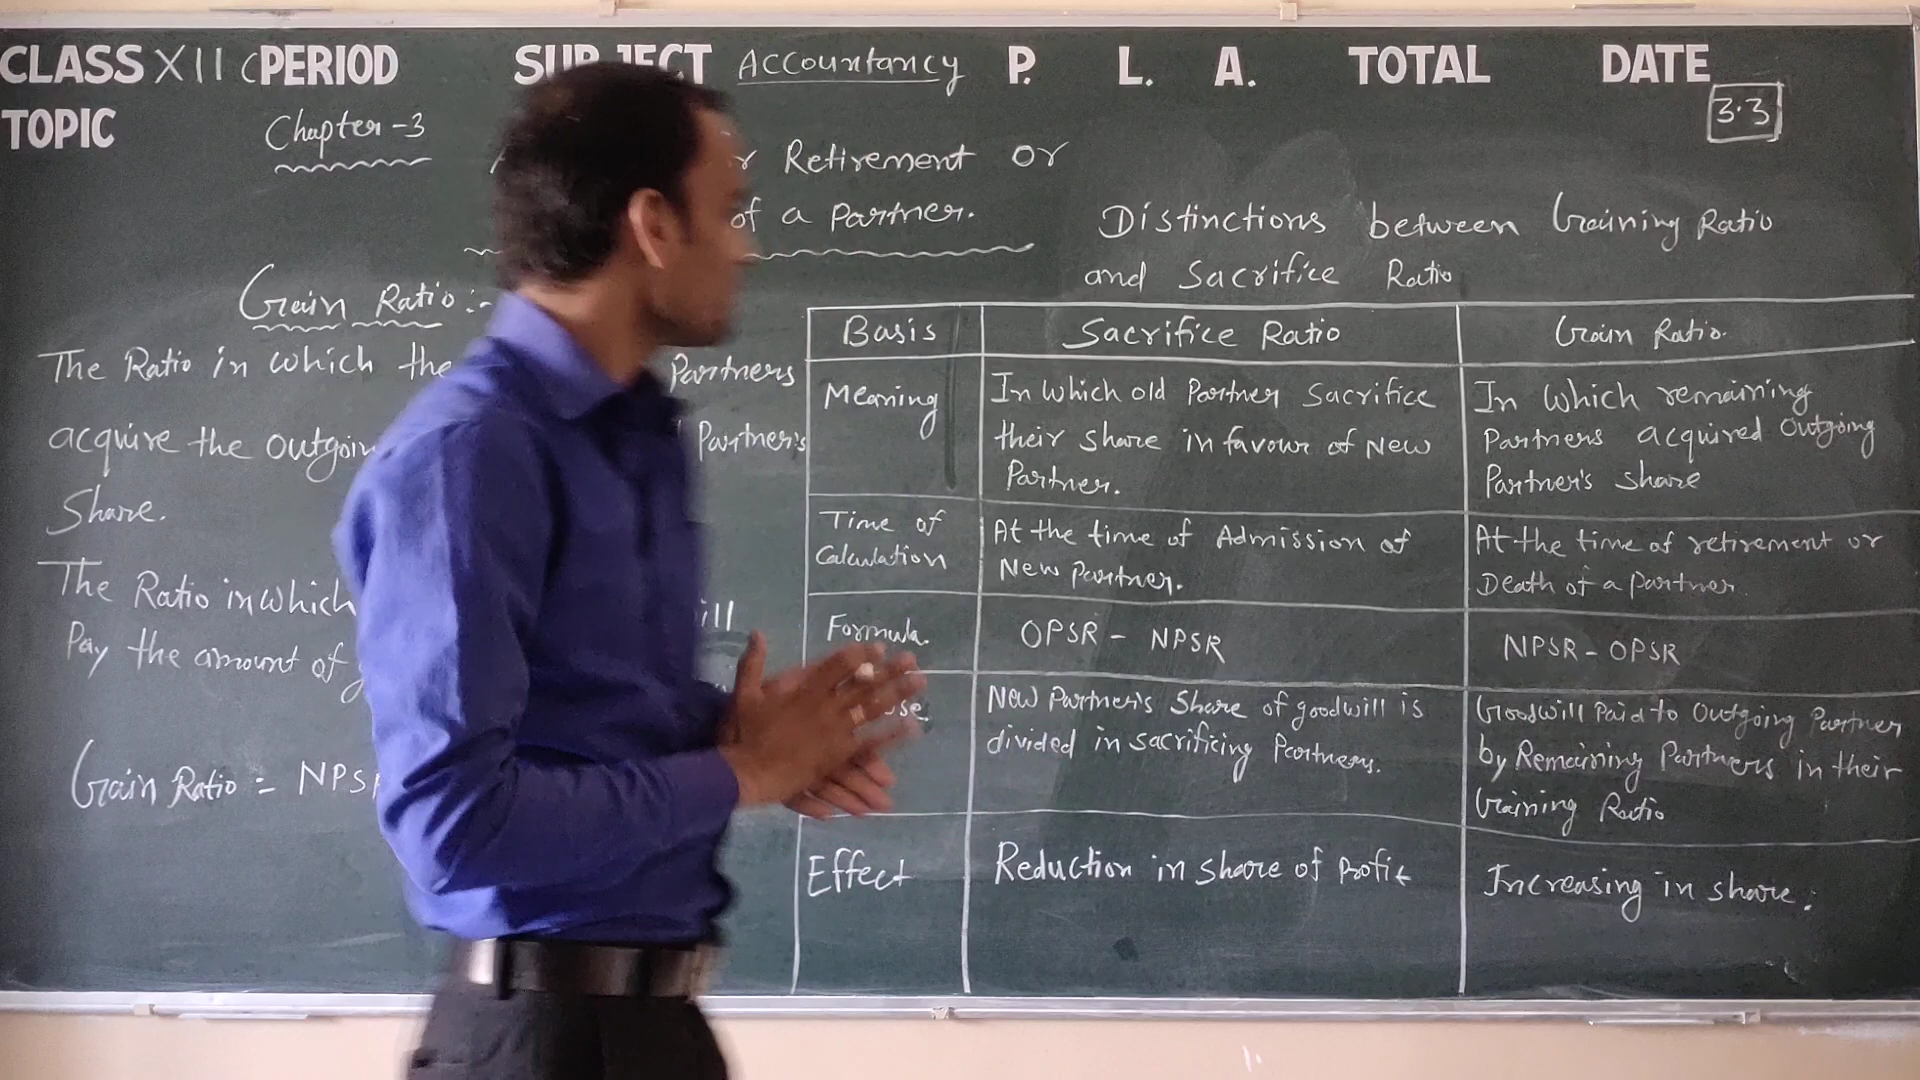 CLASS XII C PERIOD SUBJECT Accountancy P. L. A. TOTAL DATE
TOPIC Chapter-3 3.3
Retirement or
of a Partner.
Gain Ratio:-
The Ratio in which the Partners
acquire the outgoing Partner's
Share.
The Ratio in which
Pay the amount of
Gain Ratio = NPSR
Distinctions between Gaining Ratio
and Sacrifice Ratio
Basis Sacrifice Ratio Gain Ratio.
Meaning
In which old Partner Sacrifice
their share in favour of New
Partner.
In which remaining
Partners acquired outgoing
Partner's share
Time of
Calculation
At the time of Admission of
New Partner.
At the time of retirement or
Death of a partner.
Formula. OPSR - NPSR NPSR - OPSR
New Partner's Share of goodwill is
divided in sacrificing Partners.
Goodwill Paid to Outgoing Partner
by Remaining Partners in their
Gaining Ratio
Effect Reduction in share of Profit Increasing in share.